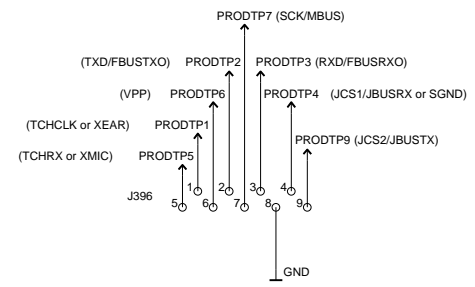 PRODTP7 (SCK/MBUS)
(TXD/FBUSTXO) PRODTP2 PRODTP3 (RXD/FBUSRXO)
(VPP) PRODTP6 PRODTP4 (JCS1/JBUSRX or SGND)
(TCHCLK or XEAR) PRODTP1
PRODTP9 (JCS2/JBUSTX)
(TCHRX or XMIC) PRODTP5
J396 1 2 3 4
5 6 7 8 9
GND